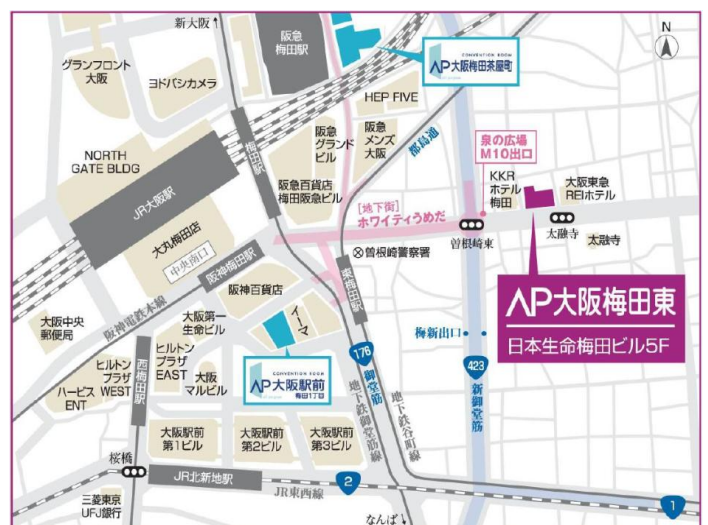 新大阪↑
阪急
梅田駅
N
グランフロント
大阪
ヨドバシカメラ
CONVENTION ROOM
AP大阪梅田茶屋町
HEP FIVE
NORTH
GATE BLDG
梅田駅
阪急
グランド
ビル
阪急
メンズ
大阪
都島通
泉の広場
M10出口
KKR
ホテル
梅田
大阪東急
REIホテル
JR大阪駅
阪急百貨店
梅田阪急ビル
[地下街]
ホワイティうめだ
大丸梅田店
中央南口
曽根崎警察署
曽根崎東
太融寺
太融寺
阪神梅田駅
東梅田駅
阪神百貨店
AP大阪梅田東
日本生命梅田ビル5F
阪神電鉄本線
大阪中央
郵便局
大阪第一
生命ビル
イーマ
梅新出口
ヒルトン
プラザ
EAST
ヒルトン
プラザ
WEST
西梅田駅
大阪
マルビル
CONVENTION ROOM
AP大阪駅前
梅田1丁目
176
御堂筋
423
新御堂筋
ハービス
ENT
地下鉄御堂筋線
地下鉄谷町線
大阪駅前
第1ビル
大阪駅前
第2ビル
大阪駅前
第3ビル
桜橋
JR北新地駅
JR東西線
2
1
三菱東京
UFJ銀行
なんば↓